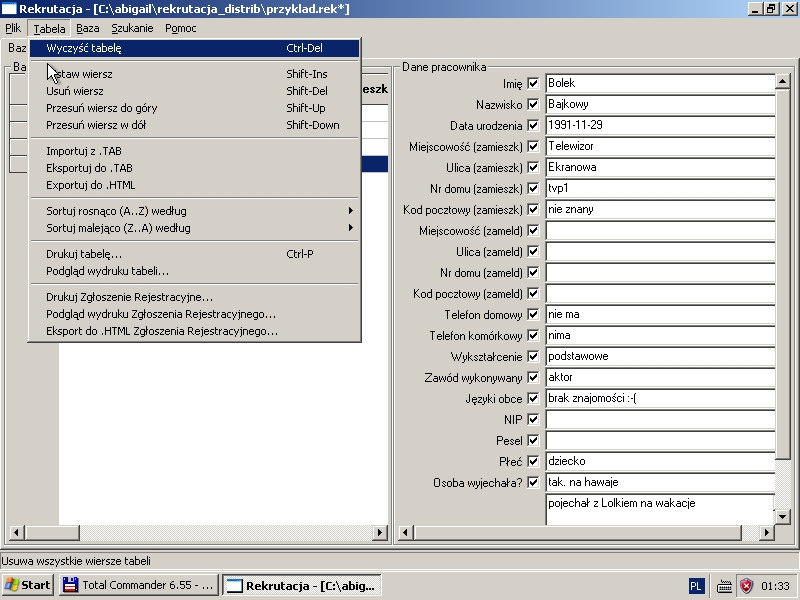 Rekrutacja - [C:\abigail\rekrutacja_distrib\przyklad.rek*]
Plik Tabela Baza Szukanie Pomoc
Baz
Ba
Wyczyść tabelę Ctrl-Del
staw wiersz Shift-Ins
Usuń wiersz Shift-Del
Przesuń wiersz do góry Shift-Up
Przesuń wiersz w dół Shift-Down
Importuj z .TAB
Eksportuj do .TAB
Exportuj do .HTML
Sortuj rosnąco (A..Z) według
Sortuj malejąco (Z..A) według
Drukuj tabelę... Ctrl-P
Podgląd wydruku tabeli...
Drukuj Zgłoszenie Rejestracyjne...
Podgląd wydruku Zgłoszenia Rejestracyjnego...
Eksport do .HTML Zgłoszenia Rejestracyjnego...
eszk
Dane pracownika
Imię Bolek
Nazwisko Bajkowy
Data urodzenia 1991-11-29
Miejscowość (zamieszk) Telewizor
Ulica (zamieszk) Ekranowa
Nr domu (zamieszk) tvp1
Kod pocztowy (zamieszk) nie znany
Miejscowość (zameld)
Ulica (zameld)
Nr domu (zameld)
Kod pocztowy (zameld)
Telefon domowy nie ma
Telefon komórkowy nima
Wykształcenie podstawowe
Zawód wykonywany aktor
Języki obce brak znajomości :-(
NIP
Pesel
Płeć dziecko
Osoba wyjechała? tak. na hawaje
pojechał z Lolkiem na wakacje
Usuwa wszystkie wiersze tabeli
Start Total Commander 6.55 - ... Rekrutacja - [C:\abig... PL 01:33